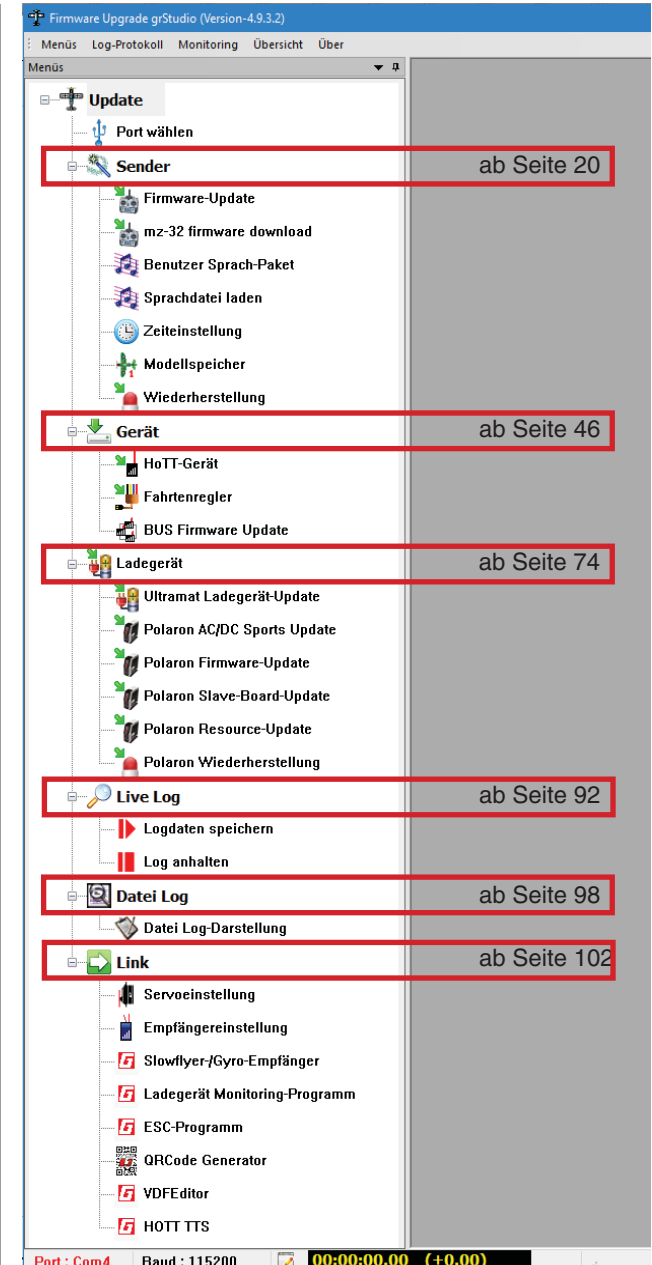 Firmware Upgrade grStudio (Version-4.9.3.2)
Menüs Log-Protokoll Monitoring Übersicht Über
Menüs
Update
Port wählen
Sender ab Seite 20
Firmware-Update
mz-32 firmware download
Benutzer Sprach-Paket
Sprachdatei laden
Zeiteinstellung
Modellspeicher
Wiederherstellung
Gerät ab Seite 46
HoTT-Gerät
Fahrtenregler
BUS Firmware Update
Ladegerät ab Seite 74
Ultramat Ladegerät-Update
Polaron AC/DC Sports Update
Polaron Firmware-Update
Polaron Slave-Board-Update
Polaron Resource-Update
Polaron Wiederherstellung
Live Log ab Seite 92
Logdaten speichern
Log anhalten
Datei Log ab Seite 98
Datei Log-Darstellung
Link ab Seite 102
Servoeinstellung
Empfängereinstellung
Slowflyer-/Gyro-Empfänger
Ladegerät Monitoring-Programm
ESC-Programm
QRCode Generator
VDFEditor
HOTT TTS
Port : Com4 Baud : 115200 00:00:00,00 (+0,00)